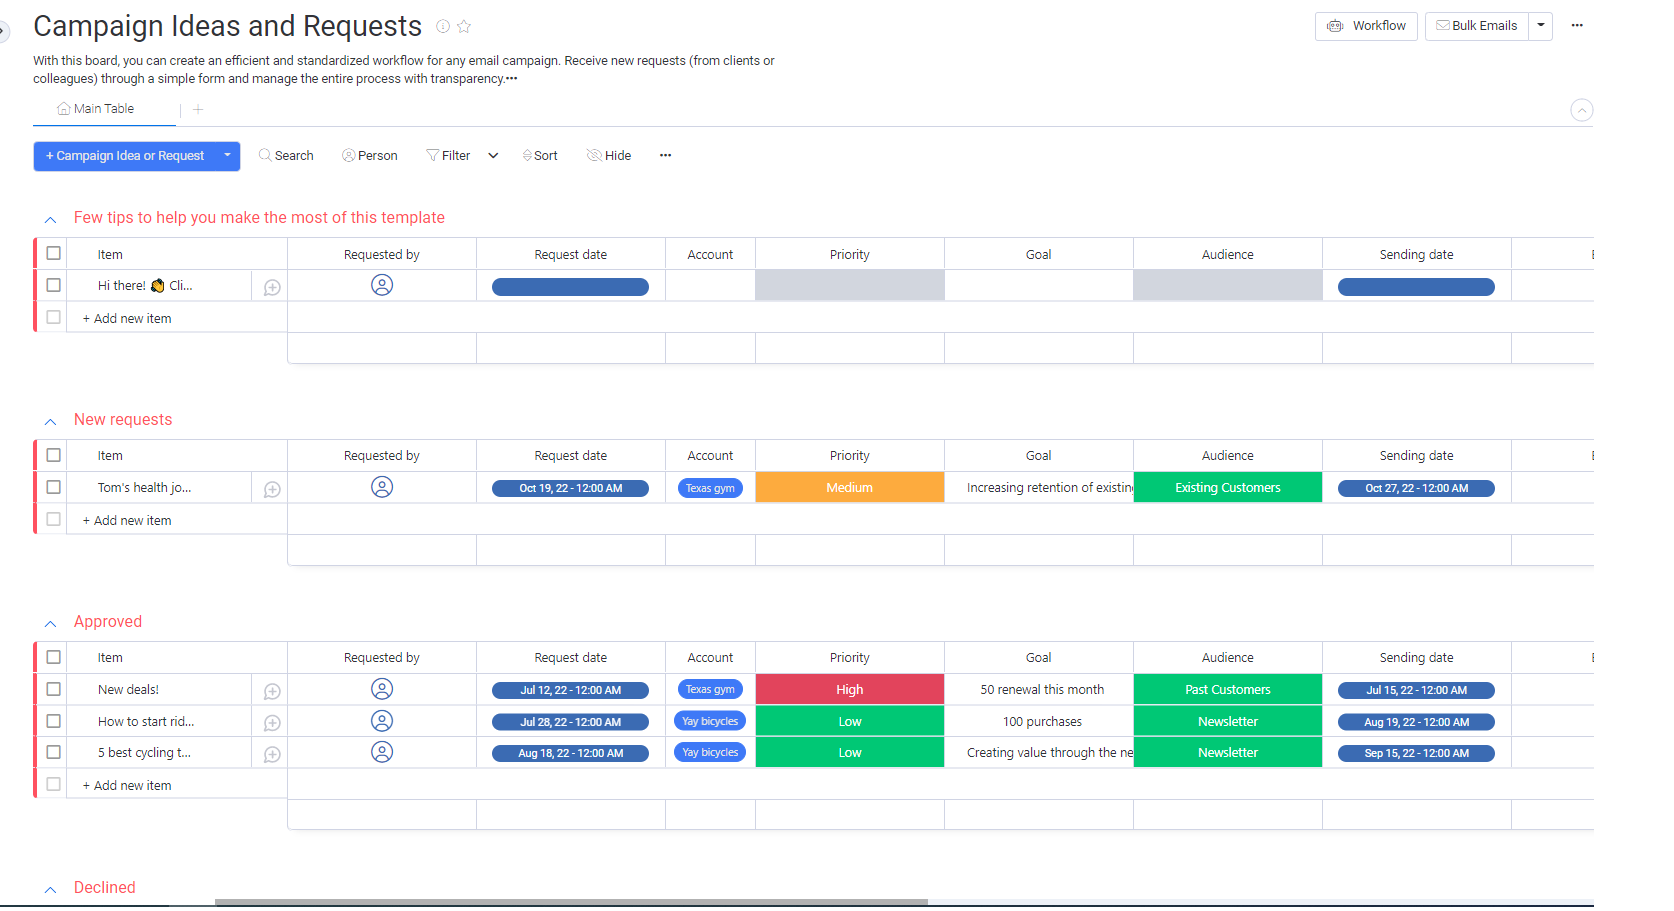 Campaign Ideas and Requests
Workflow
Bulk Emails
With this board, you can create an efficient and standardized workflow for any email campaign. Receive new requests (from clients or
colleagues) through a simple form and manage the entire process with transparency.•••
Main Table
+ Campaign Idea or Request
Search
Person
Filter
Sort
Hide
Few tips to help you make the most of this template
Item Requested by Request date Account Priority Goal Audience Sending date
Hi there! 👏 Cli...
+ Add new item
New requests
Item Requested by Request date Account Priority Goal Audience Sending date
Tom's health jo... Oct 19, 22 - 12:00 AM Texas gym Medium Increasing retention of existin Existing Customers Oct 27, 22 - 12:00 AM
+ Add new item
Approved
Item Requested by Request date Account Priority Goal Audience Sending date
New deals! Jul 12, 22 - 12:00 AM Texas gym High 50 renewal this month Past Customers Jul 15, 22 - 12:00 AM
How to start rid... Jul 28, 22 - 12:00 AM Yay bicycles Low 100 purchases Newsletter Aug 19, 22 - 12:00 AM
5 best cycling t... Aug 18, 22 - 12:00 AM Yay bicycles Low Creating value through the ne Newsletter Sep 15, 22 - 12:00 AM
+ Add new item
Declined